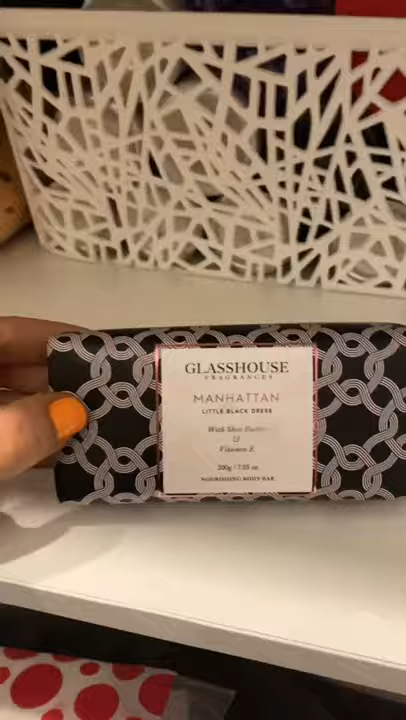 GLASSHOUSE
FRAGRANCES
MANHATTAN
LITTLE BLACK DRESS
With Shea Butter
&
Vitamin E
200g / 7.05 oz
NOURISHING BODY BAR